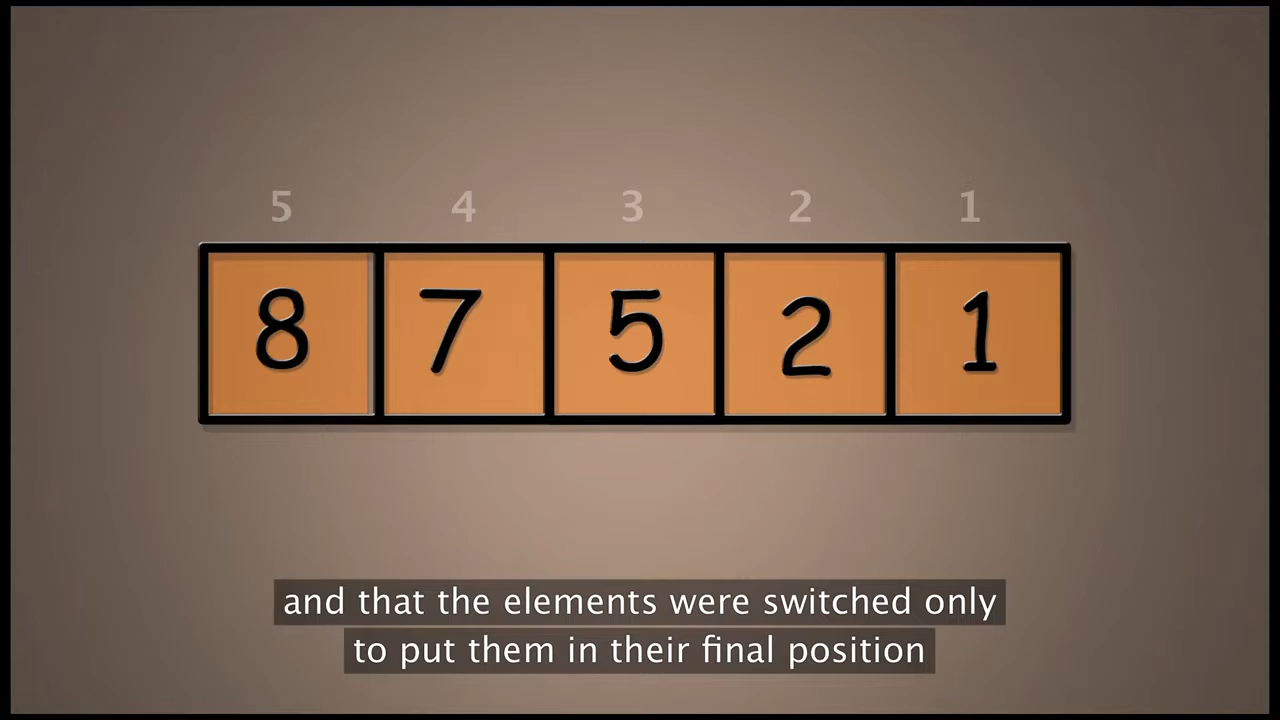 5 4 3 2 1
8 7 5 2 1
and that the elements were switched only
to put them in their final position